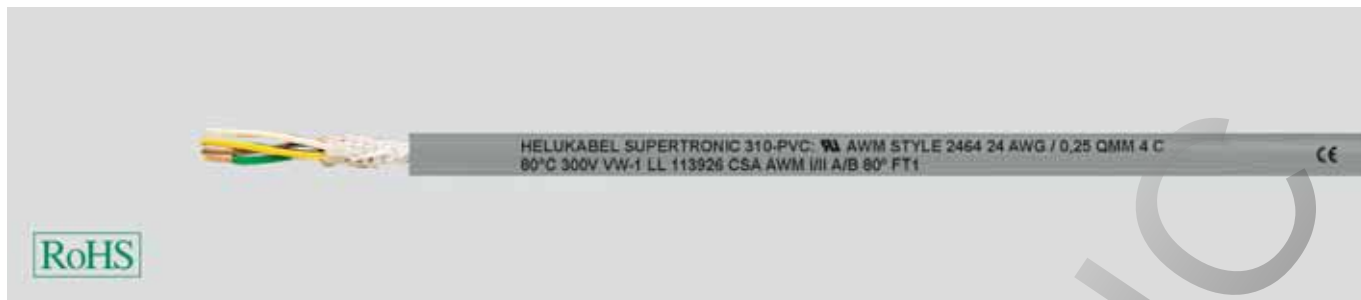 HELUKABEL SUPERTRONIC 310-PVC: RU AWM STYLE 2464 24 AWG / 0,25 QMM 4 C
80°C 300V VW-1 LL 113926 CSA AWM I/II A/B 80° FT1
CE
RoHS